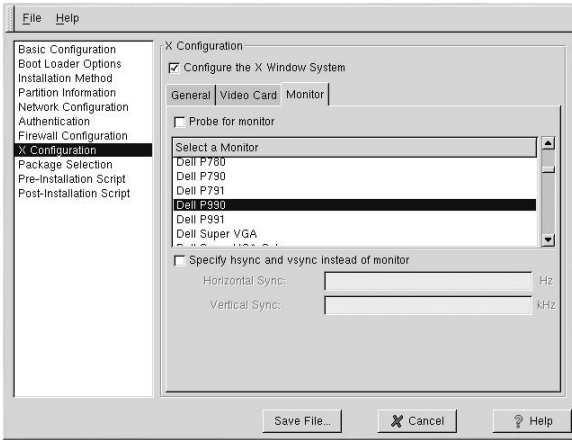 File Help
Basic Configuration
Boot Loader Options
Installation Method
Partition Information
Network Configuration
Authentication
Firewall Configuration
X Configuration
Package Selection
Pre-Installation Script
Post-Installation Script
X Configuration
Configure the X Window System
General Video Card Monitor
Probe for monitor
Select a Monitor
Dell P780
Dell P790
Dell P791
Dell P990
Dell P991
Dell Super VGA
Specify hsync and vsync instead of monitor
Horizontal Sync: Hz
Vertical Sync: kHz
Save File... Cancel Help